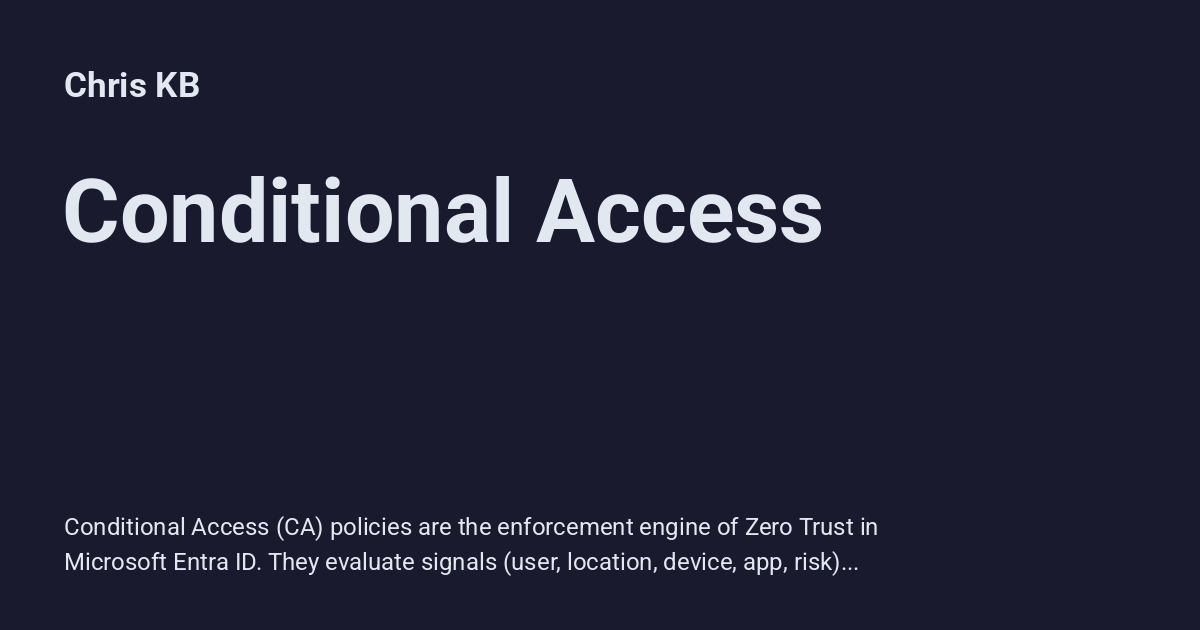 Chris KB
Conditional Access
Conditional Access (CA) policies are the enforcement engine of Zero Trust in
Microsoft Entra ID. They evaluate signals (user, location, device, app, risk)...